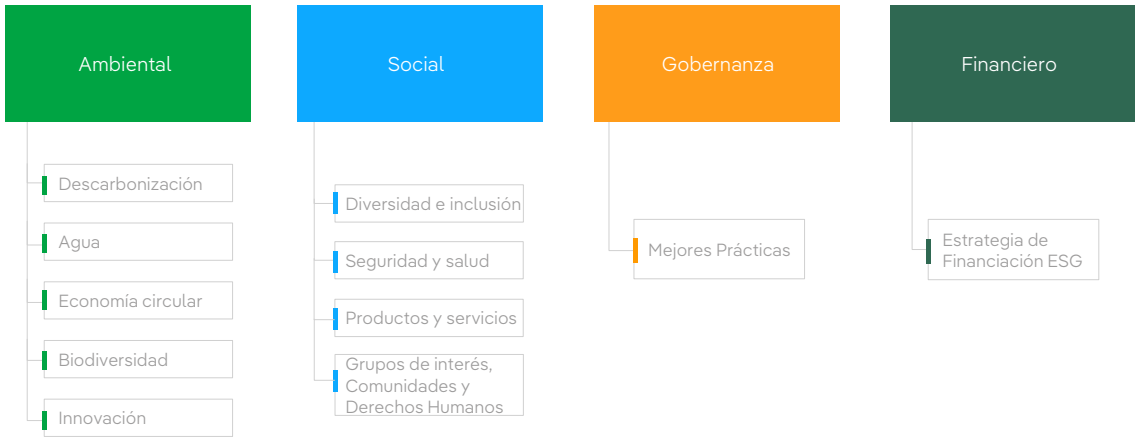 Ambiental
Descarbonización
Agua
Economía circular
Biodiversidad
Innovación
Social
Diversidad e inclusión
Seguridad y salud
Productos y servicios
Grupos de interés,
Comunidades y
Derechos Humanos
Gobernanza
Mejores Prácticas
Financiero
Estrategia de
Financiación ESG